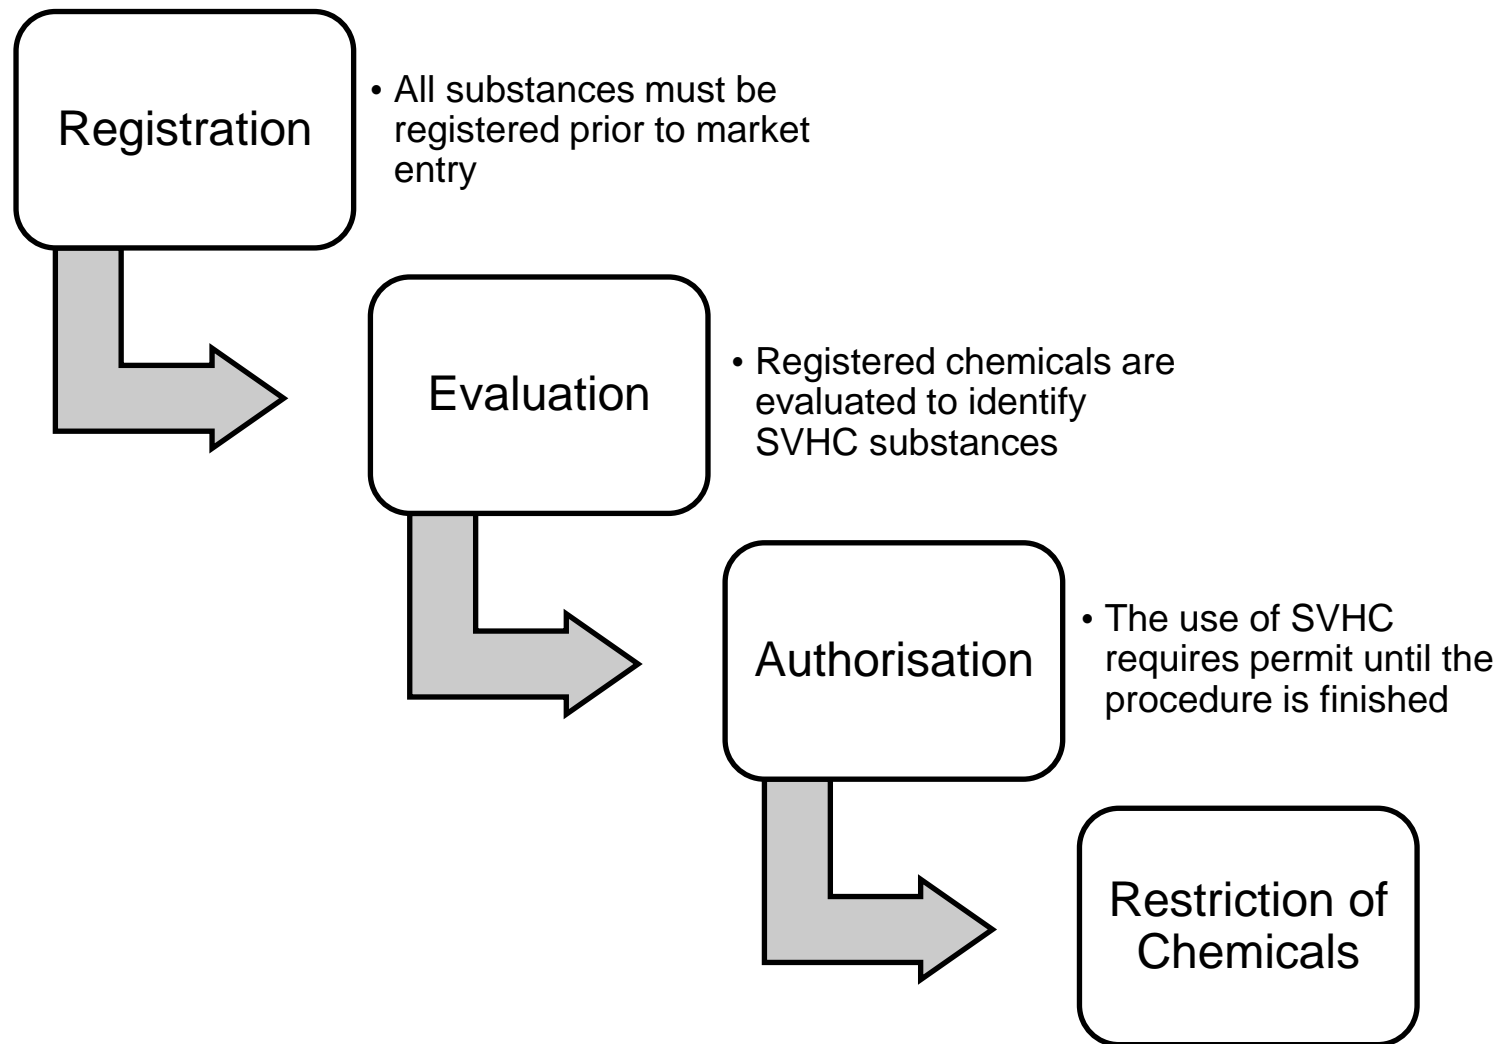 Registration
• All substances must be
registered prior to market
entry
Evaluation
• Registered chemicals are
evaluated to identify
SVHC substances
Authorisation
• The use of SVHC
requires permit until the
procedure is finished
Restriction of
Chemicals